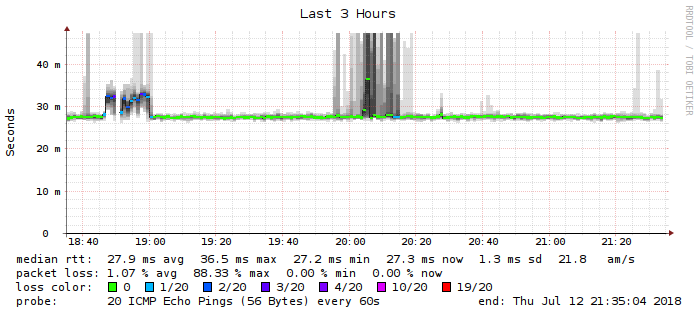 Last 3 Hours
RRDTOOL / TOBI OETIKER
Seconds
40 m
30 m
20 m
10 m
0
18:40 19:00 19:20 19:40 20:00 20:20 20:40 21:00 21:20
median rtt: 27.9 ms avg 36.5 ms max 27.2 ms min 27.3 ms now 1.3 ms sd 21.8 am/s
packet loss: 1.07 % avg 88.33 % max 0.00 % min 0.00 % now
loss color: 0 1/20 2/20 3/20 4/20 10/20 19/20
probe: 20 ICMP Echo Pings (56 Bytes) every 60s end: Thu Jul 12 21:35:04 2018